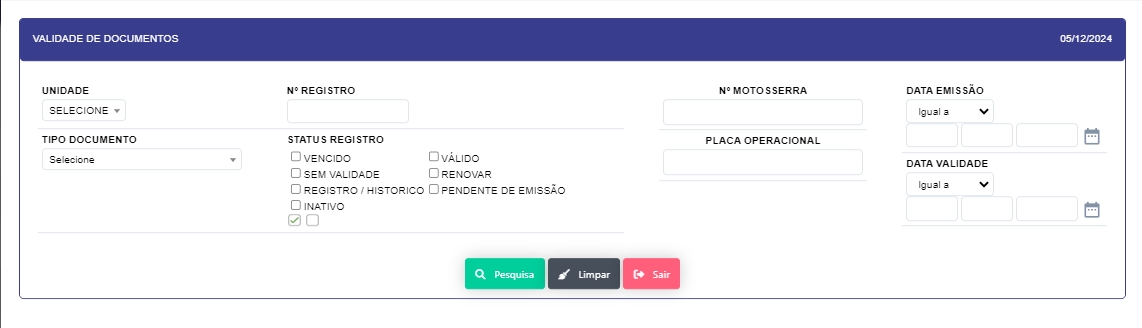 VALIDADE DE DOCUMENTOS
05/12/2024
UNIDADE
SELECIONE
Nº REGISTRO
Nº MOTOSSERRA
DATA EMISSÃO
Igual a
TIPO DOCUMENTO
Selecione
STATUS REGISTRO
VENCIDO
VÁLIDO
SEM VALIDADE
RENOVAR
REGISTRO / HISTORICO
PENDENTE DE EMISSÃO
INATIVO
PLACA OPERACIONAL
DATA VALIDADE
Igual a
Pesquisa
Limpar
Sair